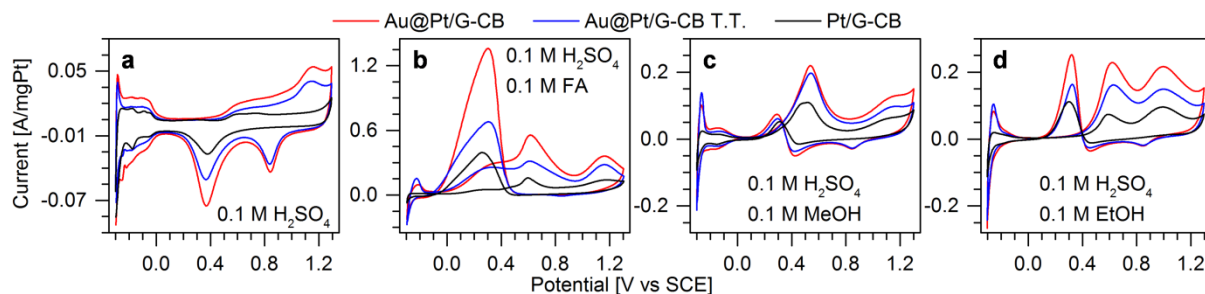 Au@Pt/G-CB Au@Pt/G-CB T.T. Pt/G-CB
a
0.05
-0.01
-0.07
0.1 M H₂SO₄
0.0 0.4 0.8 1.2
b
1.2
0.6
0.0
0.1 M H₂SO₄
0.1 M FA
0.0 0.4 0.8 1.2
c
0.2
0.0
-0.2
0.1 M H₂SO₄
0.1 M MeOH
0.0 0.4 0.8 1.2
d
0.2
0.0
-0.2
0.1 M H₂SO₄
0.1 M EtOH
0.0 0.4 0.8 1.2
Current [A/mgPt]
Potential [V vs SCE]